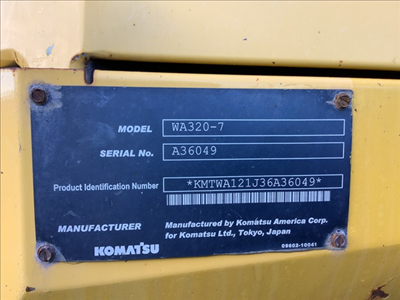 MODEL WA320-7
SERIAL No. A36049
Product Identification Number *KMTWA121J36A36049*
MANUFACTURER Manufactured by Komatsu America Corp.
for Komatsu Ltd., Tokyo, Japan
KOMATSU
09602-10041